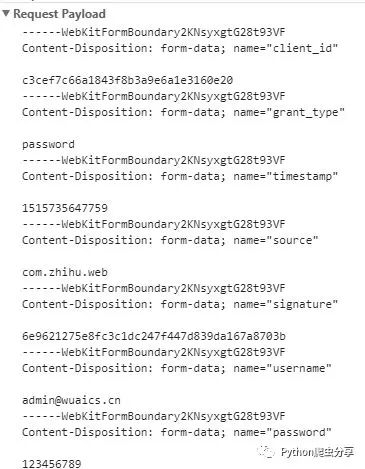 Request Payload
------WebKitFormBoundary2KNsyxgtG28t93VF
Content-Disposition: form-data; name="client_id"
c3cef7c66a1843f8b3a9e6a1e3160e20
------WebKitFormBoundary2KNsyxgtG28t93VF
Content-Disposition: form-data; name="grant_type"
password
------WebKitFormBoundary2KNsyxgtG28t93VF
Content-Disposition: form-data; name="timestamp"
1515735647759
------WebKitFormBoundary2KNsyxgtG28t93VF
Content-Disposition: form-data; name="source"
com.zhihu.web
------WebKitFormBoundary2KNsyxgtG28t93VF
Content-Disposition: form-data; name="signature"
6e9621275e8fc3c1dc247f447d839da167a8703b
------WebKitFormBoundary2KNsyxgtG28t93VF
Content-Disposition: form-data; name="username"
admin@wuaics.cn
------WebKitFormBoundary2KNsyxgtG28t93VF
Content-Disposition: form-data; name="password"
Python爬虫分享
123456789